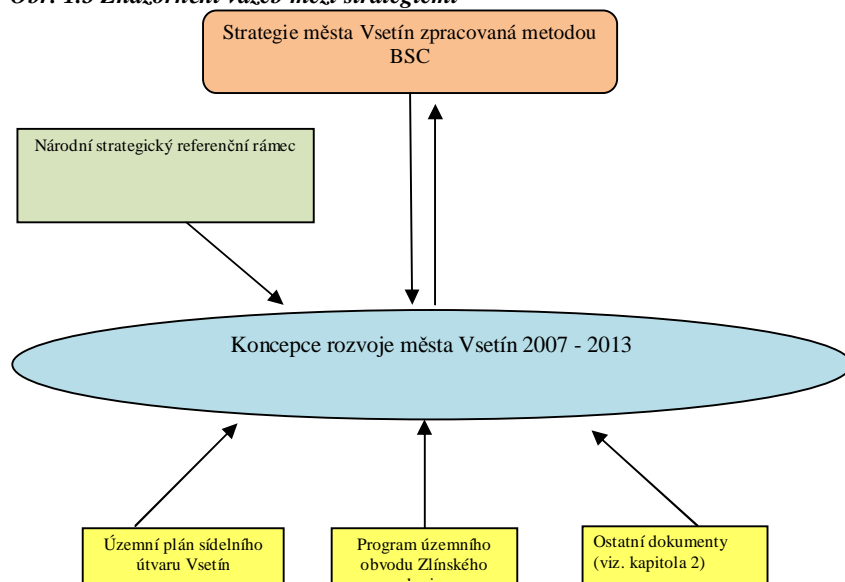 Strategie města Vsetín zpracovaná metodou
BSC
Národní strategický referenční rámec
Koncepce rozvoje města Vsetín 2007 - 2013
Územní plán sídelního
útvaru Vsetín
Program územního
obvodu Zlínského
Ostatní dokumenty
(viz. kapitola 2)